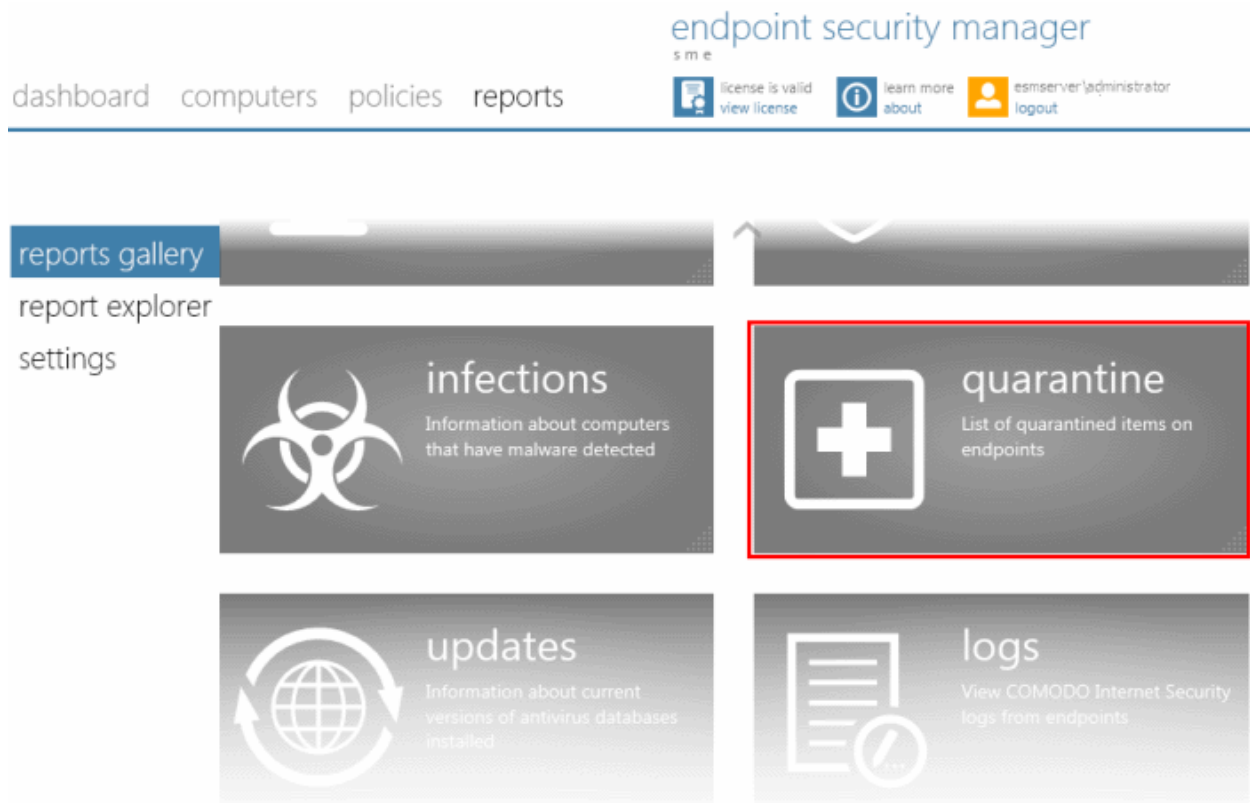 endpoint security manager
sme
dashboard computers policies reports
license is valid
view license
learn more
about
esmserver\administrator
logout
reports gallery
report explorer
settings
infections
Information about computers
that have malware detected
quarantine
List of quarantined items on
endpoints
updates
Information about current
versions of antivirus databases
installed
logs
View COMODO Internet Security
logs from endpoints